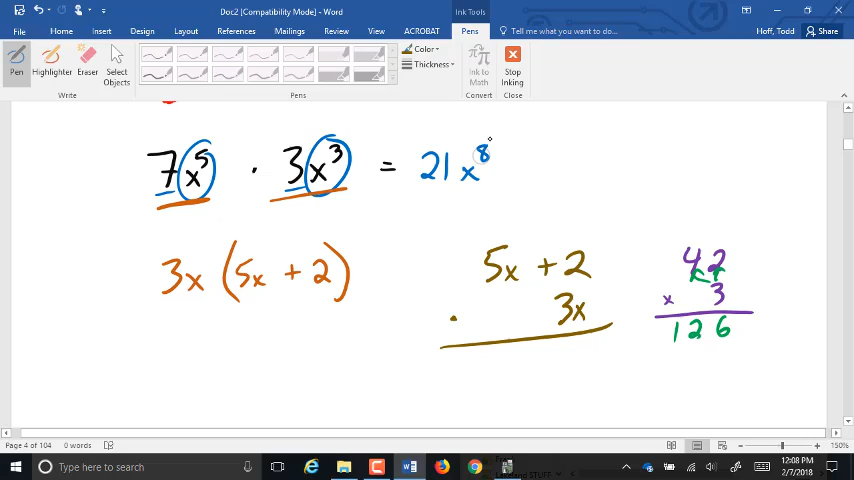 Doc2 [Compatibility Mode] - Word
Ink Tools
Hoff, Todd
File Home Insert Design Layout References Mailings Review View ACROBAT Pens Tell me what you want to do... Share
Pen Highlighter Eraser Select Objects
Color
Thickness
Ink to Math
Stop Inking
Write Pens Convert Close
7x⁵ · 3x³ = 21x⁸
3x (5x + 2)
5x + 2
· 3x
42
x 3
126
Page 4 of 104 0 words 150%
Type here to search
12:08 PM
2/7/2018